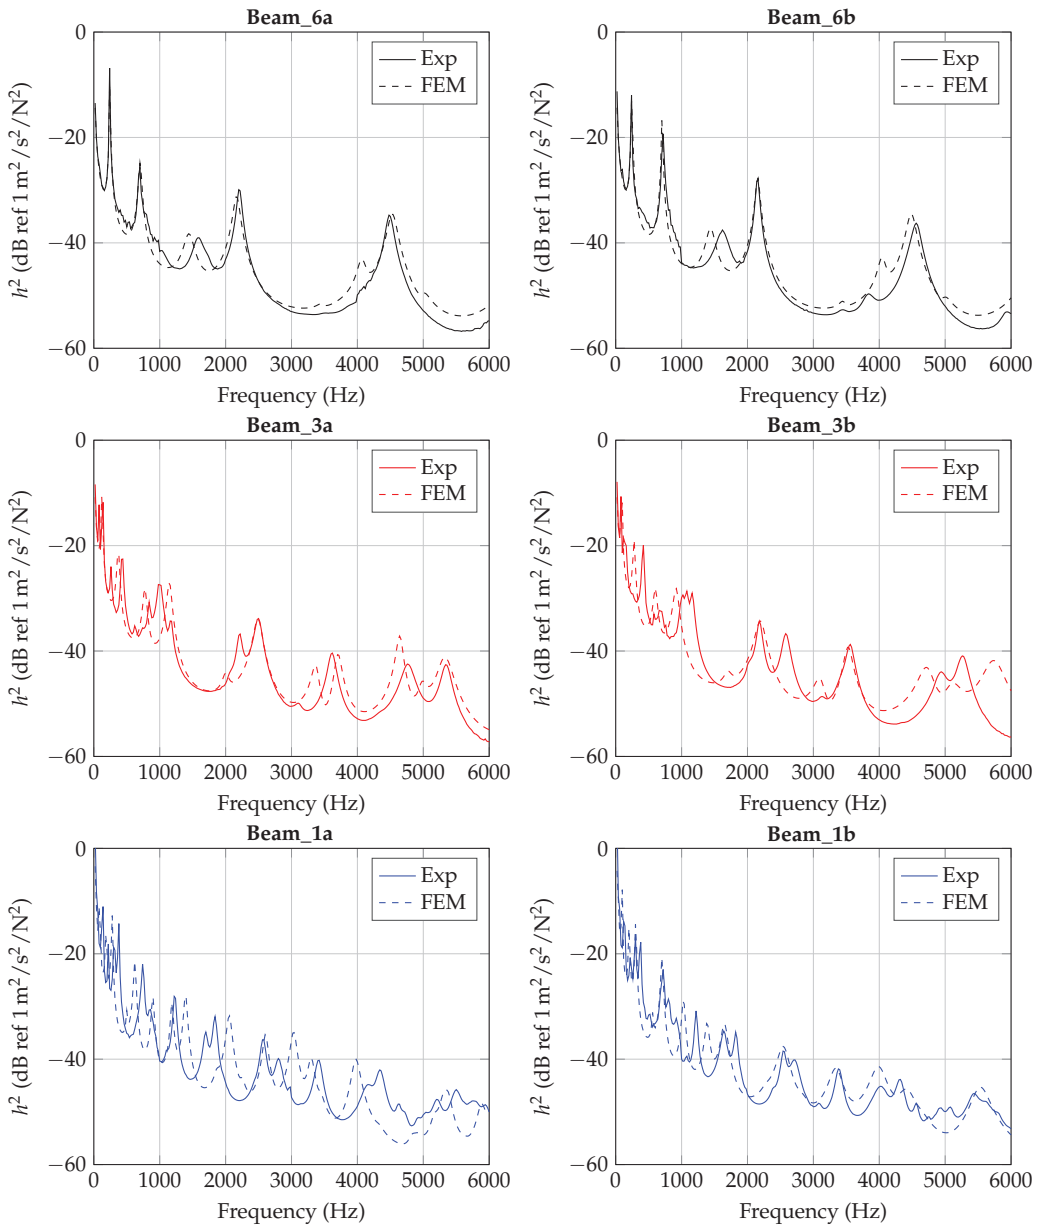 Beam_6a
0
−20
−40
−60
0 1000 2000 3000 4000 5000 6000
Frequency (Hz)
h² (dB ref 1 m²/s²/N²)
Exp
FEM
Beam_6b
0
−20
−40
−60
0 1000 2000 3000 4000 5000 6000
Frequency (Hz)
h² (dB ref 1 m²/s²/N²)
Exp
FEM
Beam_3a
0
−20
−40
−60
0 1000 2000 3000 4000 5000 6000
Frequency (Hz)
h² (dB ref 1 m²/s²/N²)
Exp
FEM
Beam_3b
0
−20
−40
−60
0 1000 2000 3000 4000 5000 6000
Frequency (Hz)
h² (dB ref 1 m²/s²/N²)
Exp
FEM
Beam_1a
0
−20
−40
−60
0 1000 2000 3000 4000 5000 6000
Frequency (Hz)
h² (dB ref 1 m²/s²/N²)
Exp
FEM
Beam_1b
0
−20
−40
−60
0 1000 2000 3000 4000 5000 6000
Frequency (Hz)
h² (dB ref 1 m²/s²/N²)
Exp
FEM